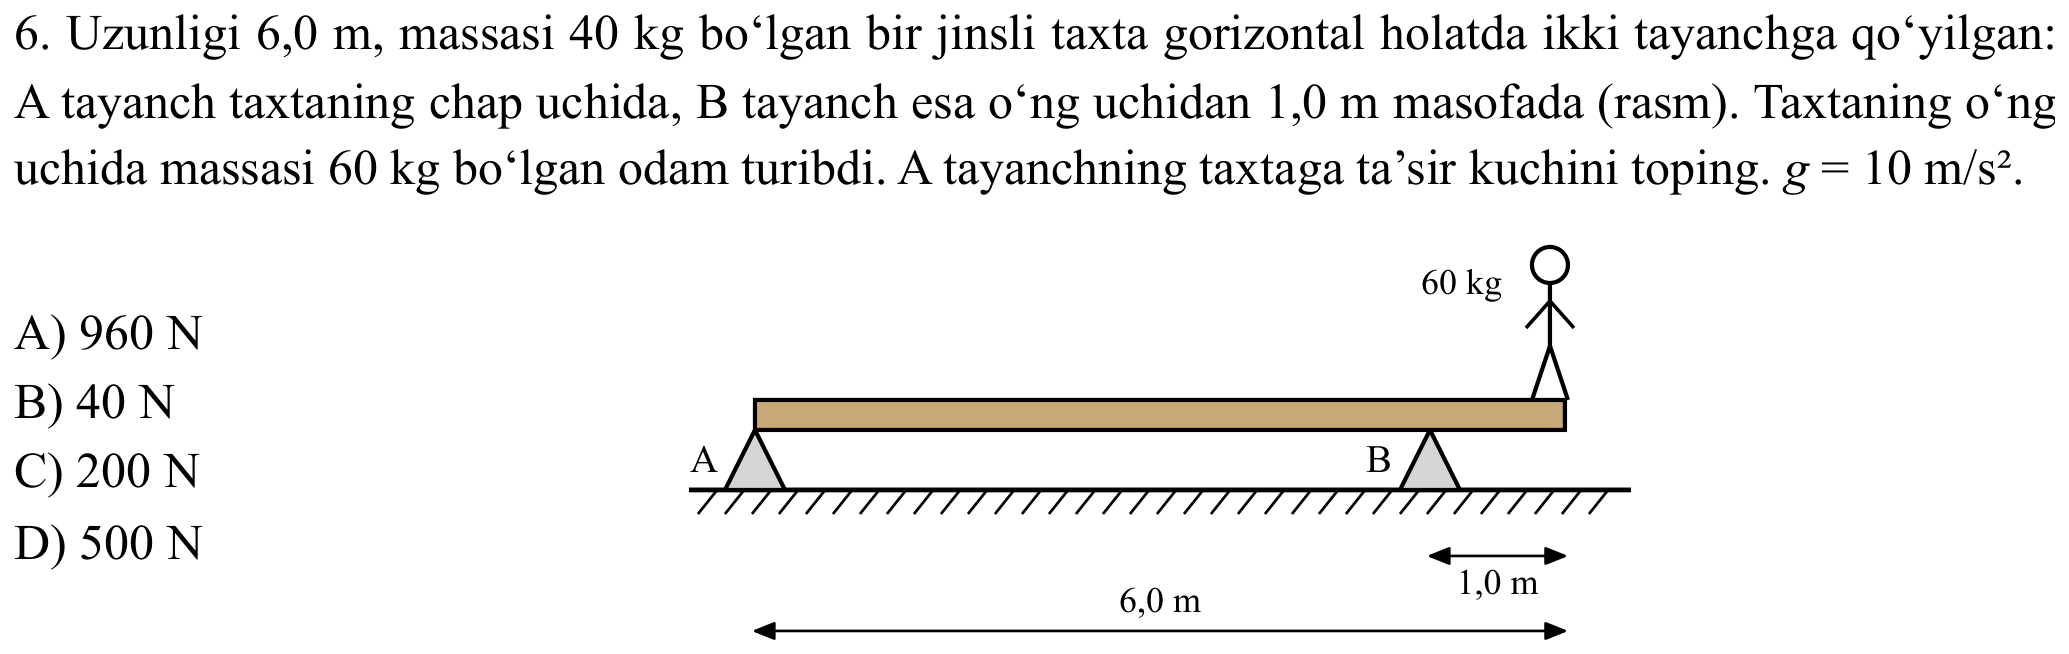 6. Uzunligi 6,0 m, massasi 40 kg bo‘lgan bir jinsli taxta gorizontal holatda ikki tayanchga qo‘yilgan:
A tayanch taxtaning chap uchida, B tayanch esa o‘ng uchidan 1,0 m masofada (rasm). Taxtaning o‘ng
uchida massasi 60 kg bo‘lgan odam turibdi. A tayanchning taxtaga ta’sir kuchini toping. g = 10 m/s².
60 kg
A) 960 N
B) 40 N
C) 200 N
D) 500 N
A
B
1,0 m
6,0 m